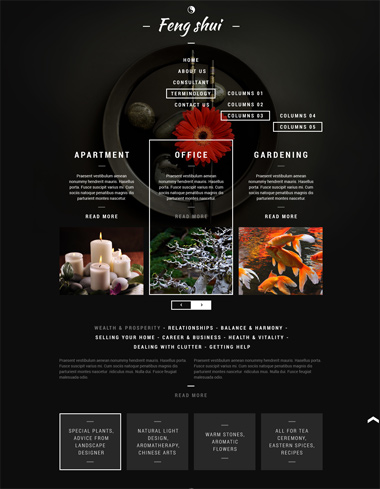 Feng shui
HOME
ABOUT US
CONSULTANT
TERMINOLOGY
CONTACT US
COLUMNS 01
COLUMNS 02
COLUMNS 03
COLUMNS 04
COLUMNS 05
APARTMENT
Praesent vestibulum aenean
nonummy hendrerit mauris. Hasellus
porta. Fusce suscipit varius mi. Cum
sociis natoque penatibus magnis dis
parturient montes nascetur.
READ MORE
OFFICE
Praesent vestibulum aenean
nonummy hendrerit mauris. Hasellus
porta. Fusce suscipit varius mi. Cum
sociis natoque penatibus magnis dis
parturient montes nascetur.
READ MORE
GARDENING
Praesent vestibulum aenean
nonummy hendrerit mauris. Hasellus
porta. Fusce suscipit varius mi. Cum
sociis natoque penatibus magnis dis
parturient montes nascetur.
READ MORE
WEALTH & PROSPERITY - RELATIONSHIPS - BALANCE & HARMONY -
SELLING YOUR HOME - CAREER & BUSINESS - HEALTH & VITALITY -
DEALING WITH CLUTTER - GETTING HELP
Praesent vestibulum aenean nonummy hendrerit mauris. Hasellus porta.
Fusce suscipit varius mi. Cum sociis natoque penatibus magnis dis
parturient montes nascetur ridiculus mus. Nulla dui. Fusce feugiat
malesuada odio.
Praesent vestibulum aenean nonummy hendrerit mauris. Hasellus porta.
Fusce suscipit varius mi. Cum sociis natoque penatibus magnis dis
parturient montes nascetur ridiculus mus. Nulla dui. Fusce feugiat
malesuada odio.
READ MORE
SPECIAL PLANTS,
ADVICE FROM
LANDSCAPE
DESIGNER
NATURAL LIGHT
DESIGN,
AROMATHERAPY,
CHINESE ARTS
WARM STONES,
AROMATIC
FLOWERS
ALL FOR TEA
CEREMONY,
EASTERN SPICES,
RECIPES